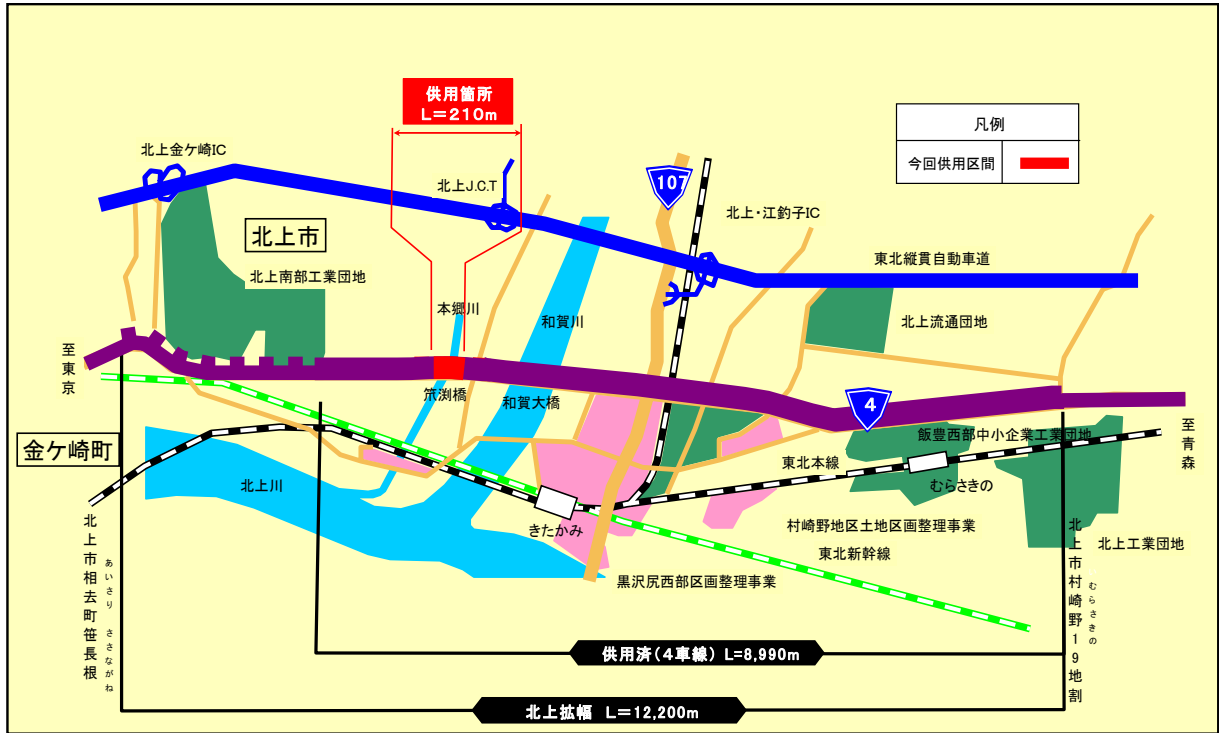 供用箇所
L=210m
凡例
今回供用区間
北上金ケ崎IC
北上J.C.T
107
北上・江釣子IC
北上市
東北縦貫自動車道
北上南部工業団地
本郷川
和賀川
北上流通団地
至東京
笊渕橋
和賀大橋
4
至青森
金ケ崎町
飯豊西部中小企業工業団地
東北本線
北上川
むらさきの
きたかみ
村崎野地区土地区画整理事業
東北新幹線
北上工業団地
黒沢尻西部区画整理事業
北上市相去町笹長根
あいさり ささながね
北上市村崎野19地割
むらさきの
供用済(4車線) L=8,990m
北上拡幅 L=12,200m